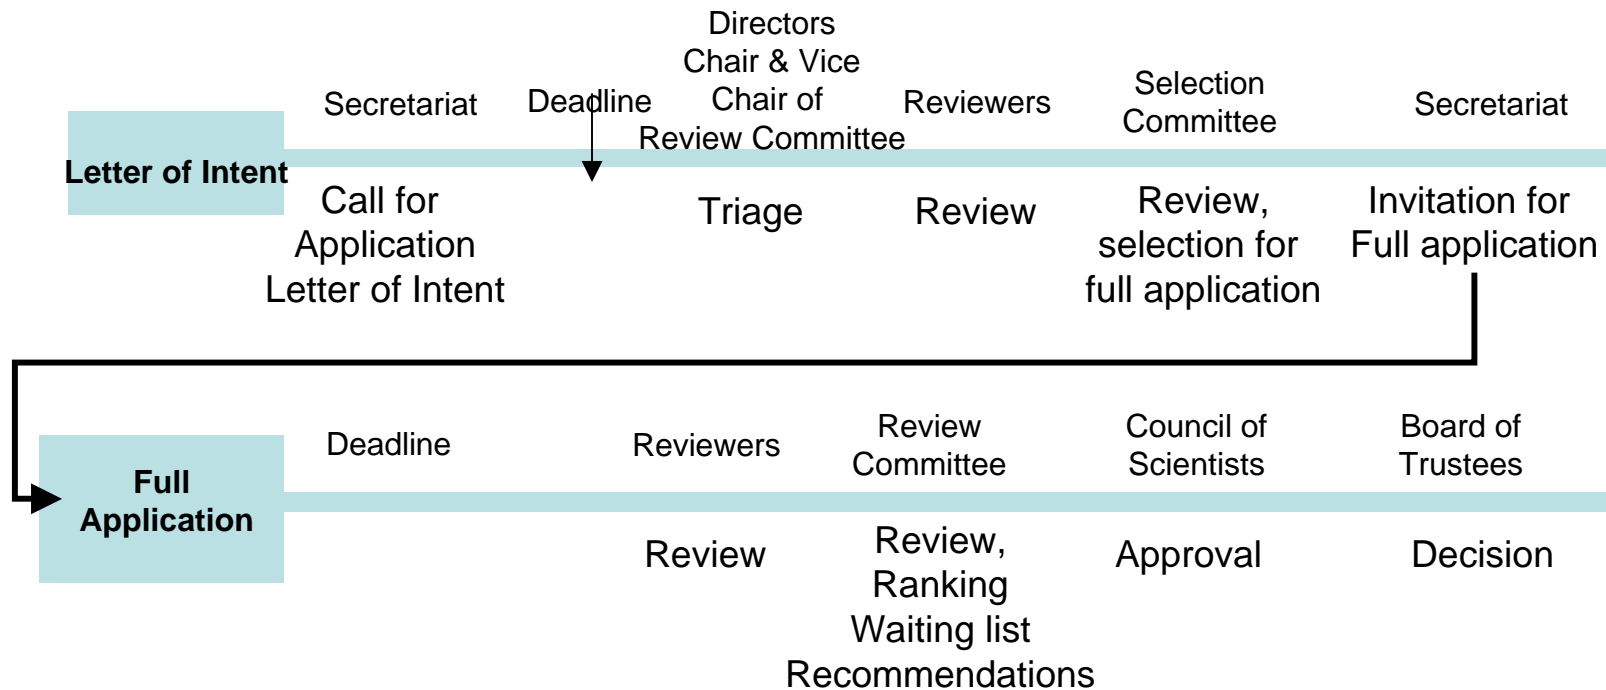 Directors
Chair & Vice
Chair of
Review Committee
Secretariat
Deadline
Reviewers
Selection
Committee
Secretariat
Letter of Intent
Call for
Application
Letter of Intent
Triage
Review
Review,
selection for
full application
Invitation for
Full application
Deadline
Reviewers
Review
Committee
Council of
Scientists
Board of
Trustees
Full
Application
Review
Review,
Ranking
Waiting list
Recommendations
Approval
Decision